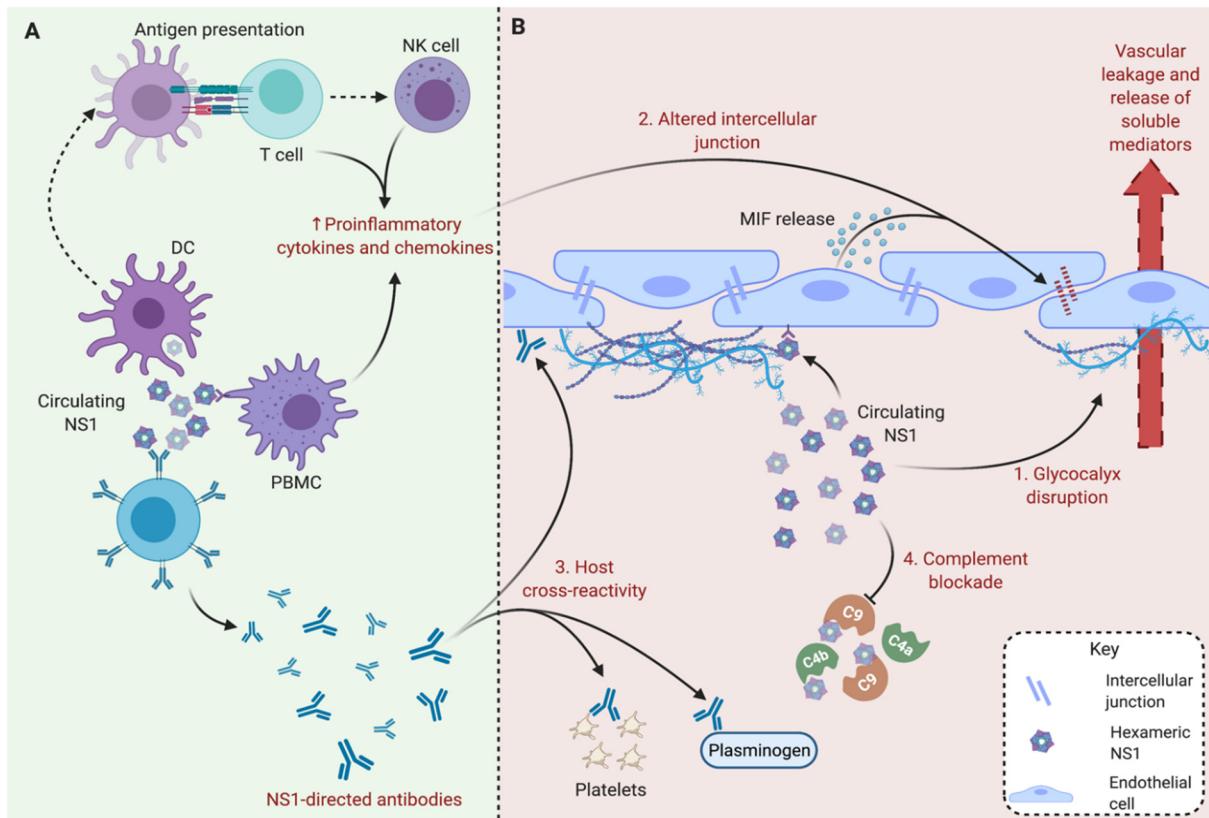 A
Antigen presentation
NK cell
T cell
↑Proinflammatory
cytokines and chemokines
DC
Circulating
NS1
PBMC
NS1-directed antibodies
B
2. Altered intercellular
junction
Vascular
leakage and
release of
soluble
mediators
MIF release
Circulating
NS1
1. Glycocalyx
disruption
3. Host
cross-reactivity
4. Complement
blockade
C9
C4b
C4a
C9
Plasminogen
Platelets
Key
Intercellular
junction
Hexameric
NS1
Endothelial
cell